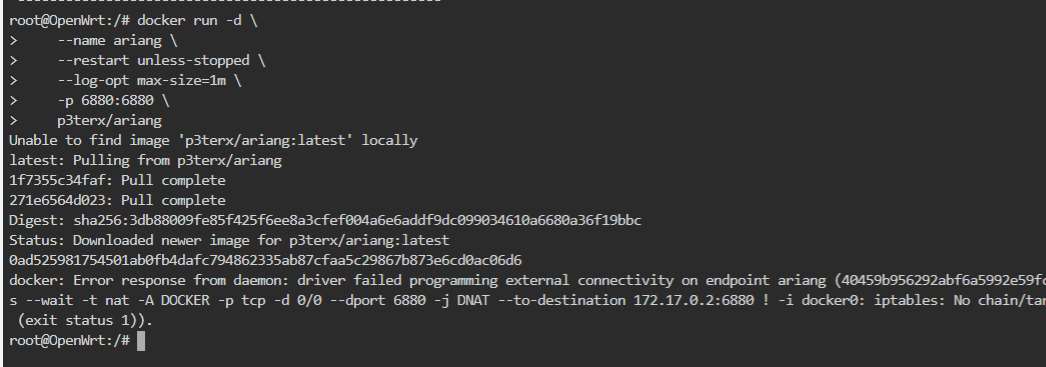 root@OpenWrt:/# docker run -d \
>     --name ariang \
>     --restart unless-stopped \
>     --log-opt max-size=1m \
>     -p 6880:6880 \
>     p3terx/ariang
Unable to find image 'p3terx/ariang:latest' locally
latest: Pulling from p3terx/ariang
1f7355c34faf: Pull complete
271e6564d023: Pull complete
Digest: sha256:3db88009fe85f425f6ee8a3cfef004a6e6addf9dc099034610a6680a36f19bbc
Status: Downloaded newer image for p3terx/ariang:latest
0ad525981754501ab0fb4dafc794862335ab87cfaa5c29867b873e6cd0ac06d6
docker: Error response from daemon: driver failed programming external connectivity on endpoint ariang (40459b956292abf6a5992e59fc
s --wait -t nat -A DOCKER -p tcp -d 0/0 --dport 6880 -j DNAT --to-destination 172.17.0.2:6880 ! -i docker0: iptables: No chain/tar
 (exit status 1)).
root@OpenWrt:/#